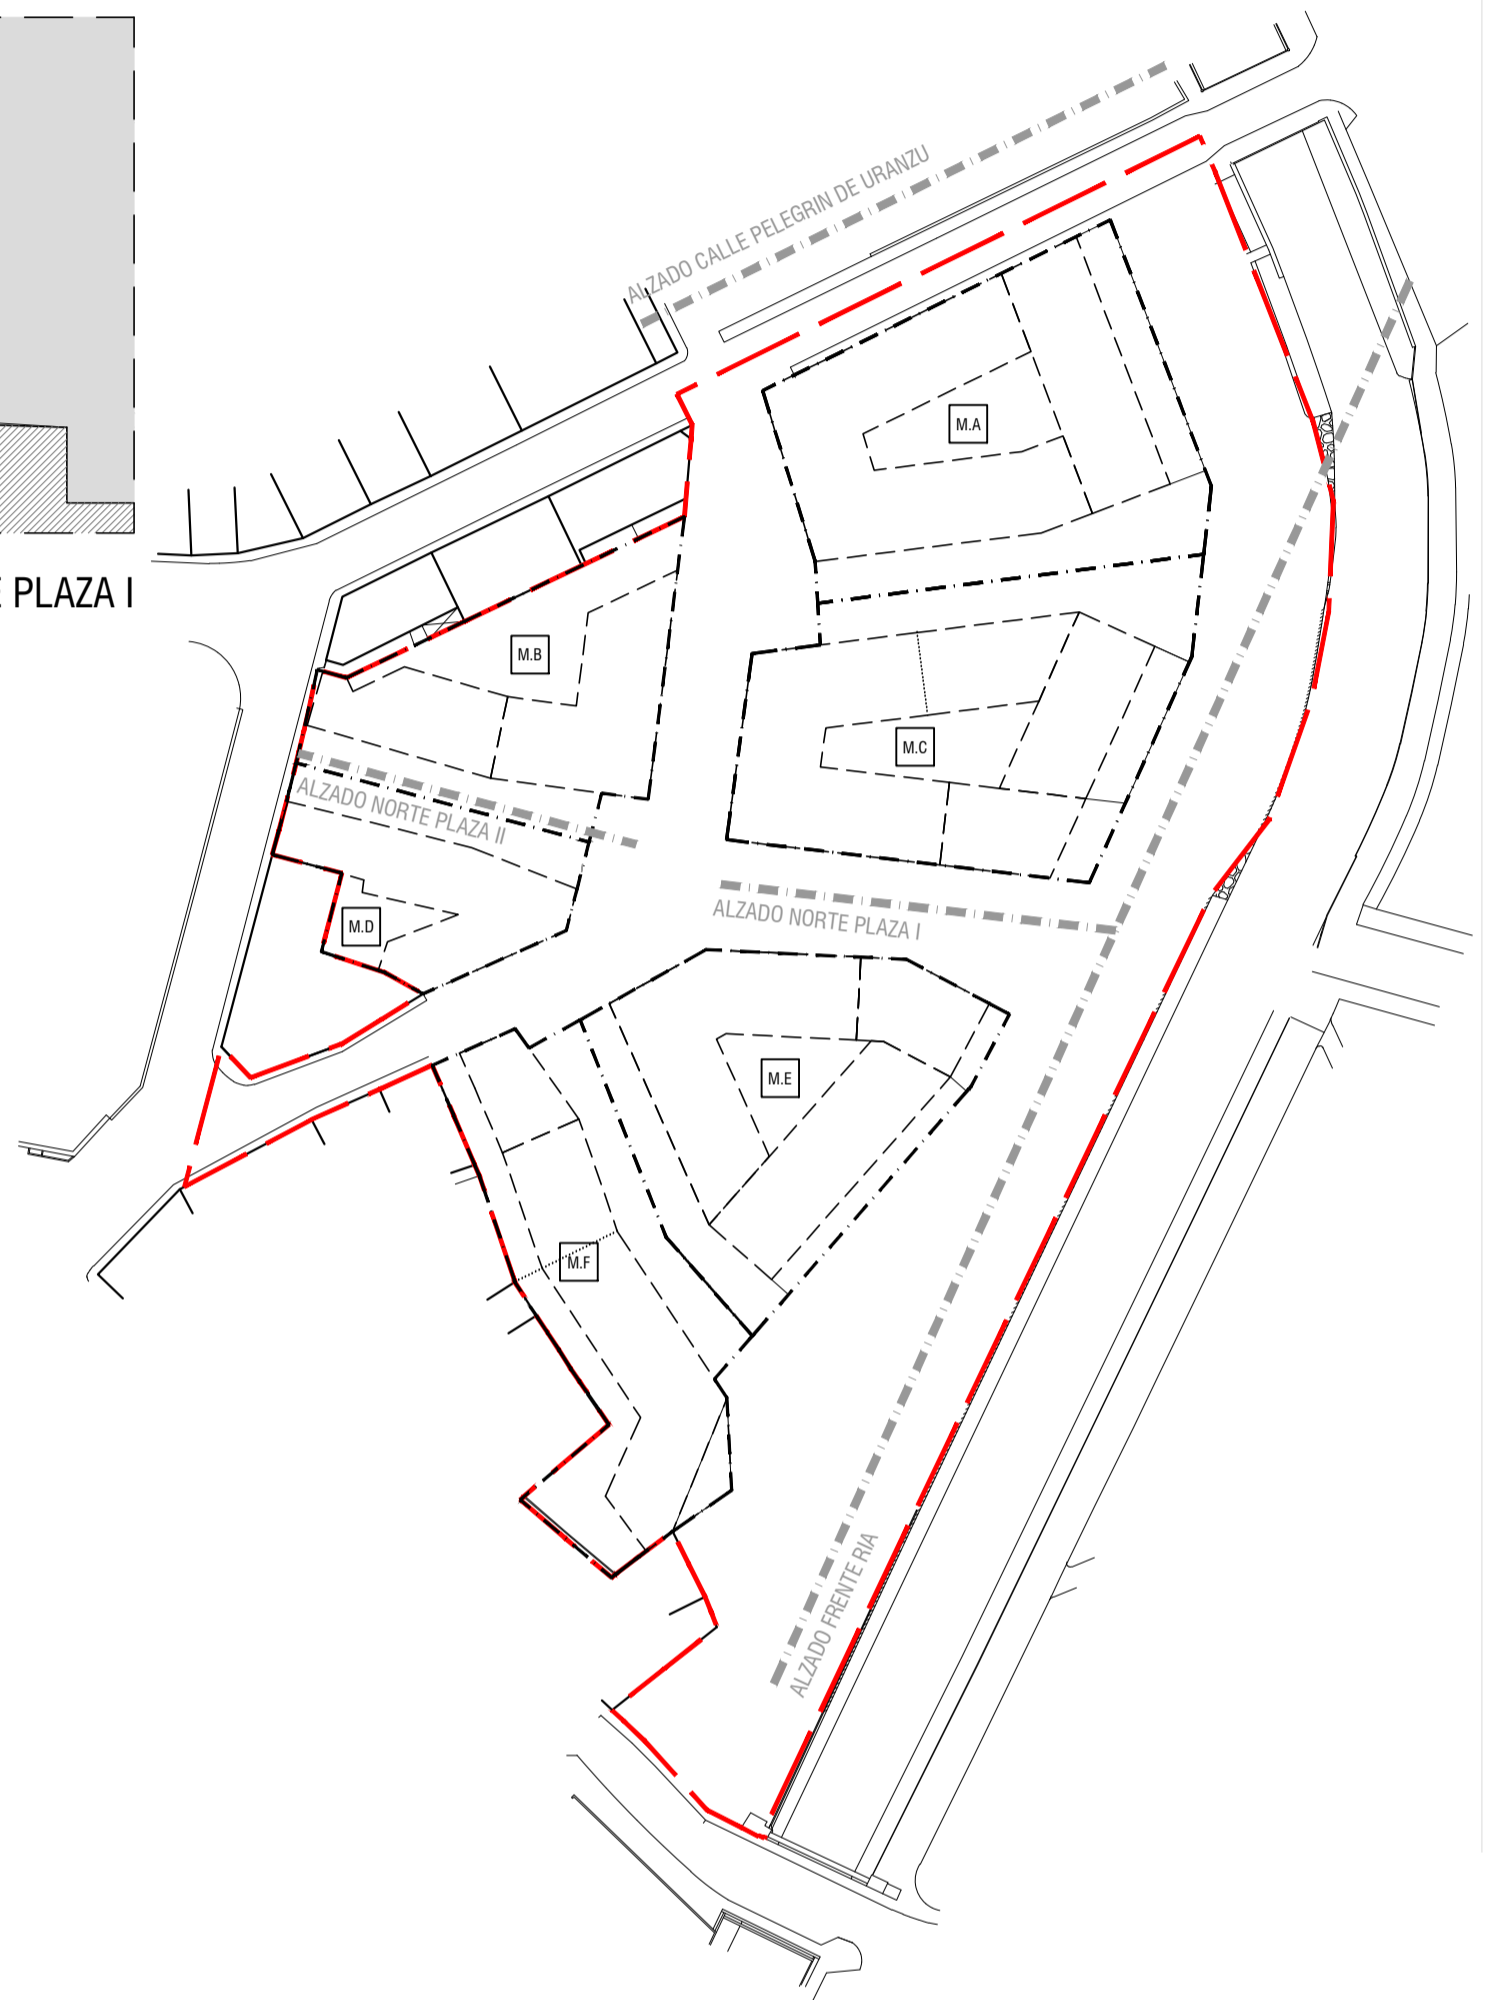 ALZADO CALLE PELEGRIN DE URANZU
M.A
PLAZA I
M.B
M.C
ALZADO NORTE PLAZA II
ALZADO NORTE PLAZA I
M.D
M.E
M.F
ALZADO FRENTE RIA